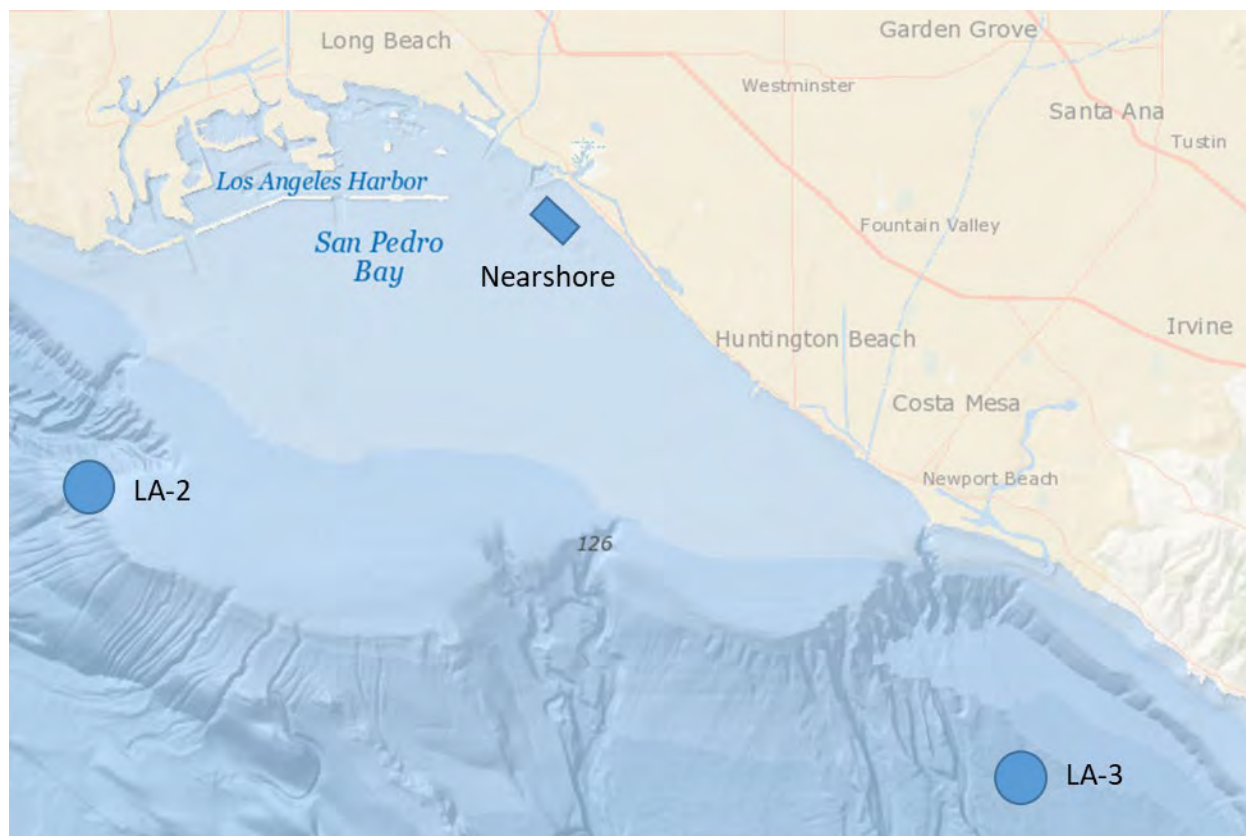 Long Beach
Garden Grove
Westminster
Santa Ana
Tustin
Los Angeles Harbor
San Pedro
Bay
Fountain Valley
Nearshore
Huntington Beach
Irvine
Costa Mesa
Newport Beach
LA-2
126
LA-3